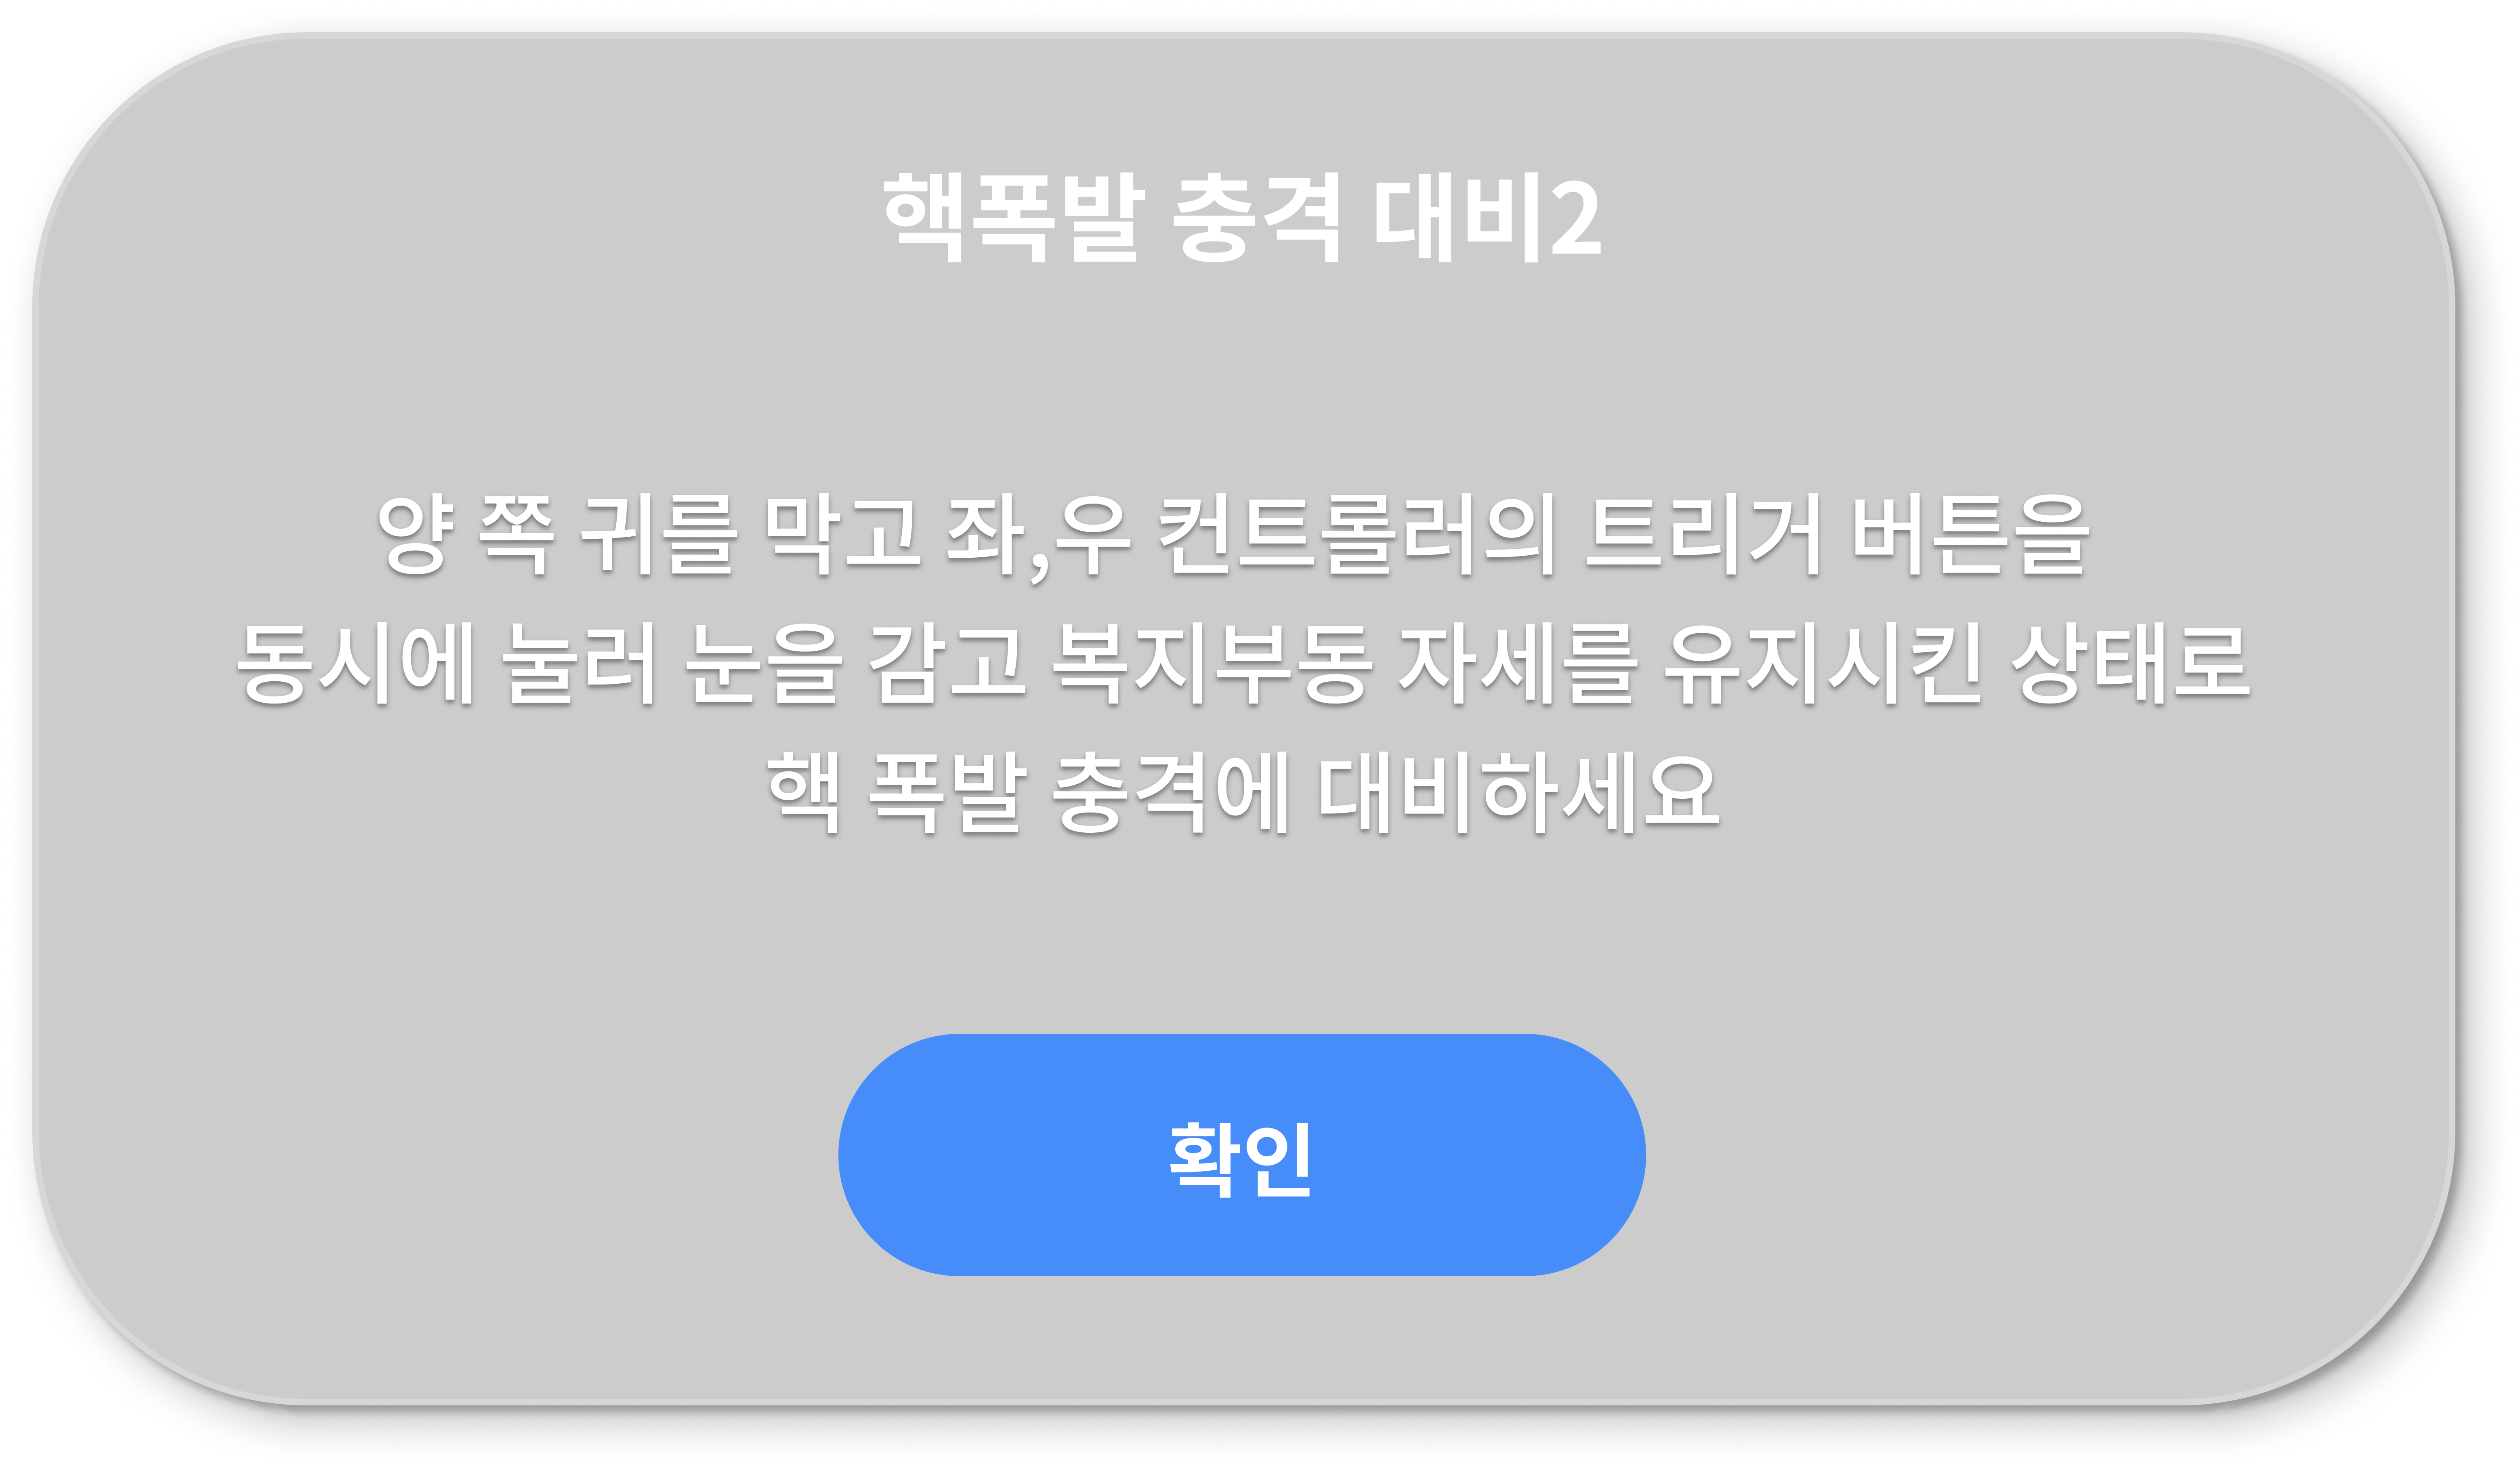 핵폭발 충격 대비2
양 쪽 귀를 막고 좌,우 컨트롤러의 트리거 버튼을
동시에 눌러 눈을 감고 복지부동 자세를 유지시킨 상태로
핵 폭발 충격에 대비하세요
확인